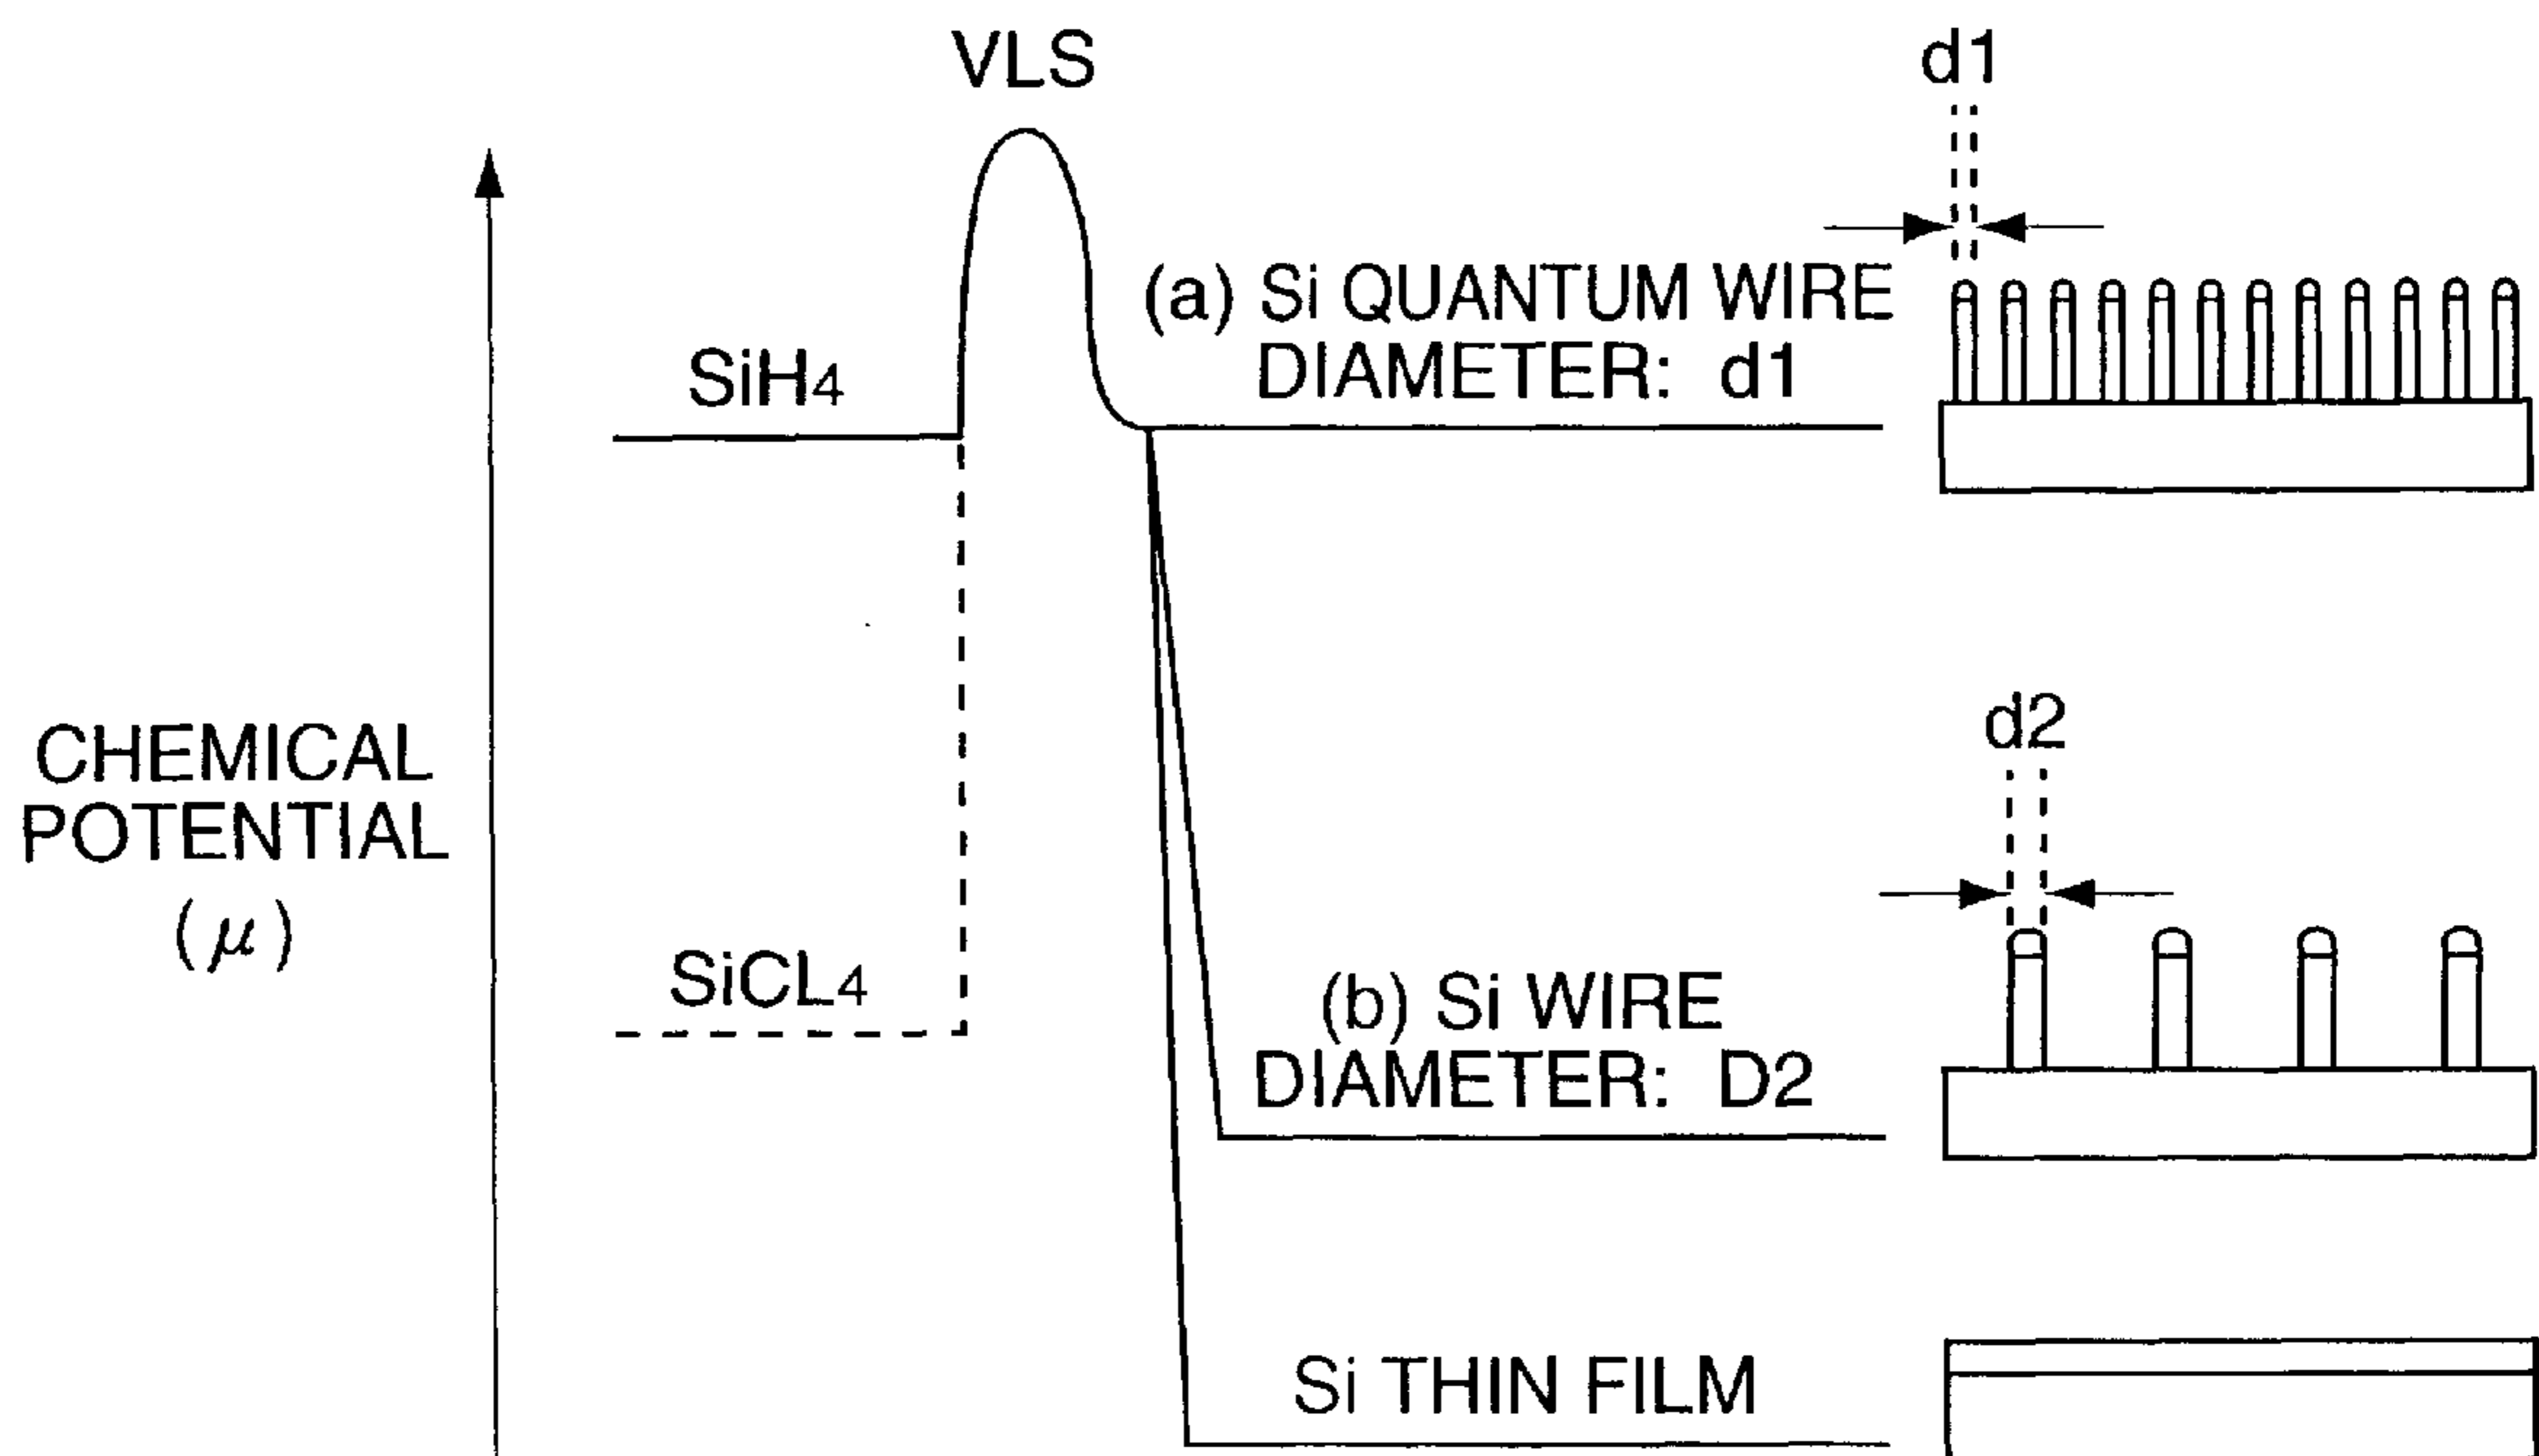 VLS
d1
(a) Si QUANTUM WIRE
DIAMETER: d1
SiH4
d2
CHEMICAL
POTENTIAL
(μ)
SiCL4
(b) Si WIRE
DIAMETER: D2
Si THIN FILM